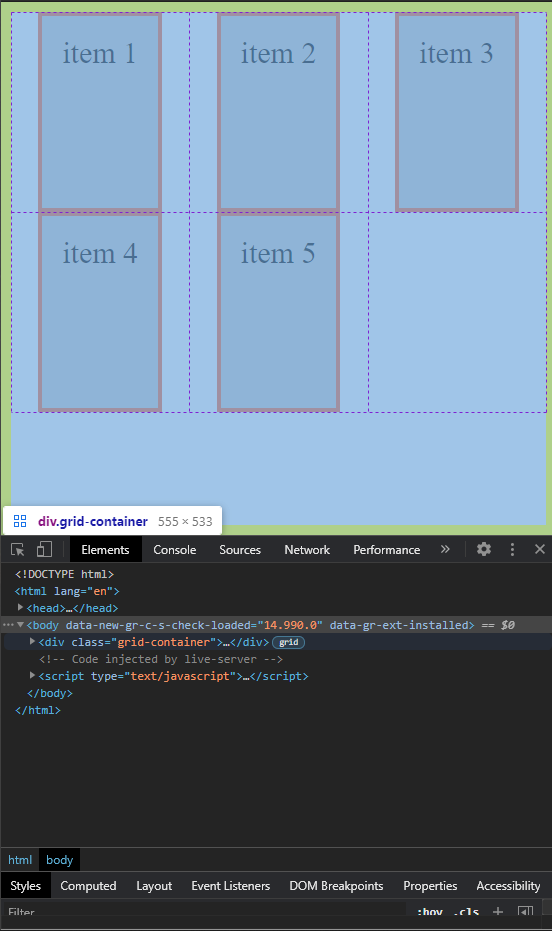 item 1 item 2 item 3
item 4 item 5
div.grid-container 555 × 533
Elements Console Sources Network Performance »
<!DOCTYPE html>
<html lang="en">
<head>…</head>
<body data-new-gr-c-s-check-loaded="14.990.0" data-gr-ext-installed> == $0
<div class="grid-container">…</div> grid
<!-- Code injected by live-server -->
<script type="text/javascript">…</script>
</body>
</html>
html body
Styles Computed Layout Event Listeners DOM Breakpoints Properties Accessibility
Filter :hov .cls